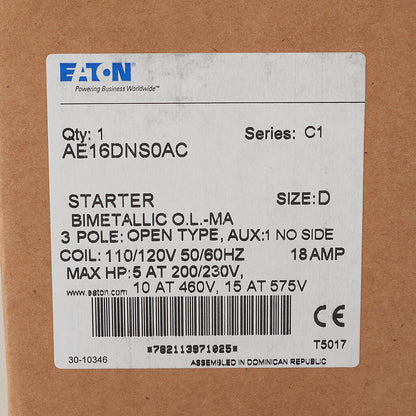 EATON
Powering Business Worldwide™
Qty: 1 Series: C1
AE16DNS0AC
STARTER SIZE: D
BIMETALLIC O.L.-MA
3 POLE: OPEN TYPE, AUX:1 NO SIDE
COIL: 110/120V 50/60HZ 18 AMP
MAX HP: 5 AT 200/230V,
www.eaton.com 10 AT 460V, 15 AT 575V
CE
*782113871025* T5017
30-10346 ASSEMBLED IN DOMINICAN REPUBLIC